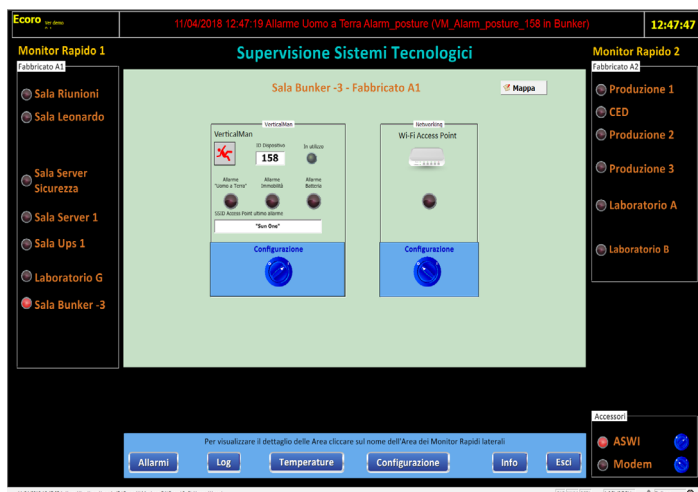 Ecoro
11/04/2018 12:47:19 Allarme Uomo a Terra Alarm_posture (VM_Alarm_posture_158 in Bunker)
12:47:47
Monitor Rapido 1
Supervisione Sistemi Tecnologici
Monitor Rapido 2
Fabbricato A1
Sala Riunioni
Sala Leonardo
Sala Server
Sicurezza
Sala Server 1
Sala Ups 1
Laboratorio G
Sala Bunker -3
Sala Bunker -3 - Fabbricato A1
Mappa
VerticalMan
VerticalMan
ID Dispositivo
158
In utilizzo
Allarme
"Uomo a Terra"
Allarme
Immobilità
Allarme
Batteria
SSID Access Point ultimo allarme
"Sun One"
Configurazione
Networking
Wi-Fi Access Point
Configurazione
Fabbricato A2
Produzione 1
CED
Produzione 2
Produzione 3
Laboratorio A
Laboratorio B
Per visualizzare il dettaglio delle Area cliccare sul nome dell'Area dei Monitor Rapidi laterali
Allarmi
Log
Temperature
Configurazione
Info
Esci
Accessori
ASWI
Modem